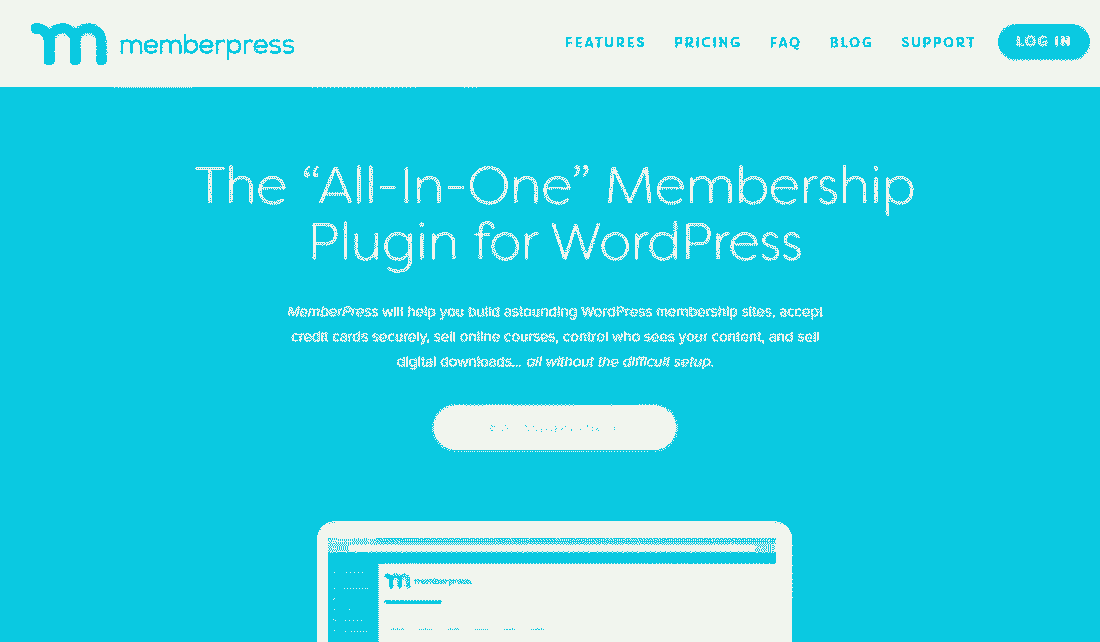 memberpress
FEATURES PRICING FAQ BLOG SUPPORT LOG IN
The “All-In-One” Membership
Plugin for WordPress
MemberPress will help you build astounding WordPress membership sites, accept
credit cards securely, sell online courses, control who sees your content, and sell
digital downloads... all without the difficult setup.
memberpress